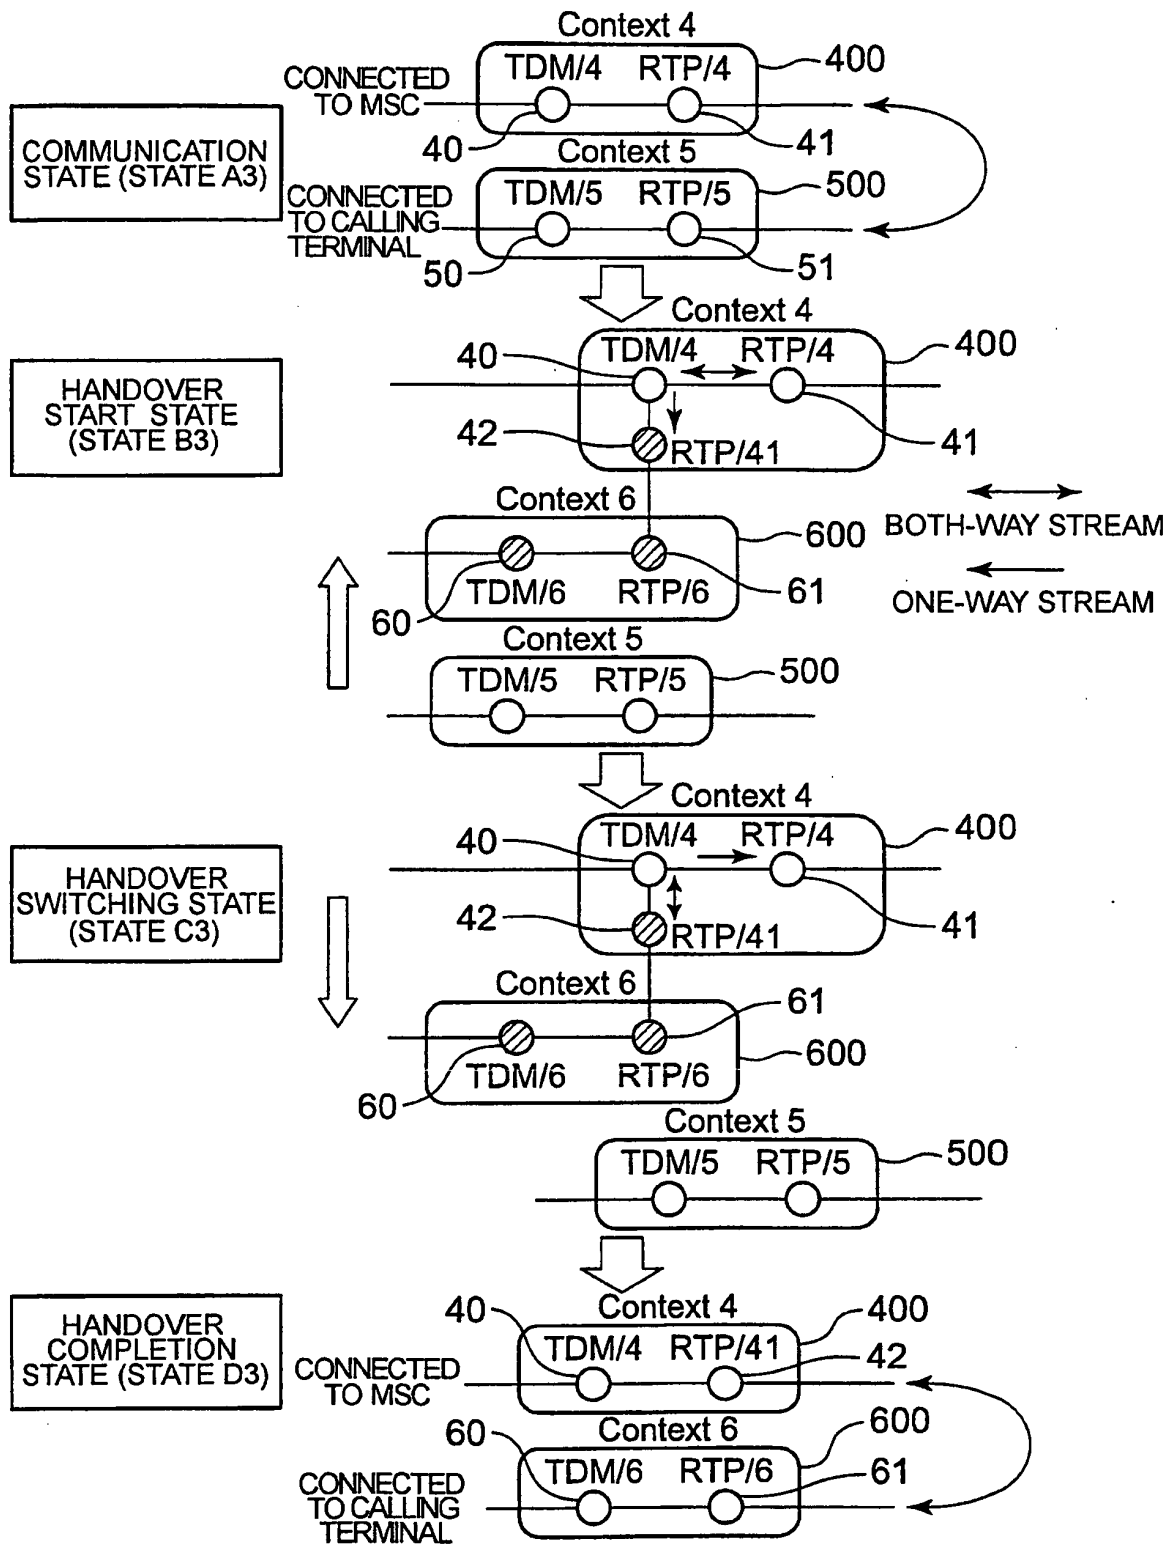 Context 4
TDM/4 RTP/4
400
CONNECTED
TO MSC
40
41
COMMUNICATION
STATE (STATE A3)
Context 5
TDM/5 RTP/5
500
CONNECTED
TO CALLING
TERMINAL
50
51
Context 4
HANDOVER
START STATE
(STATE B3)
40
TDM/4 RTP/4
400
42
RTP/41
41
BOTH-WAY STREAM
ONE-WAY STREAM
Context 6
600
TDM/6 RTP/6
60
61
Context 5
TDM/5 RTP/5
500
Context 4
HANDOVER
SWITCHING STATE
(STATE C3)
40
TDM/4 RTP/4
400
42
RTP/41
41
Context 6
61
600
TDM/6 RTP/6
60
Context 5
TDM/5 RTP/5
500
HANDOVER
COMPLETION
STATE (STATE D3)
40
Context 4
400
TDM/4 RTP/41
42
CONNECTED
TO MSC
Context 6
60
600
TDM/6 RTP/6
61
CONNECTED
TO CALLING
TERMINAL